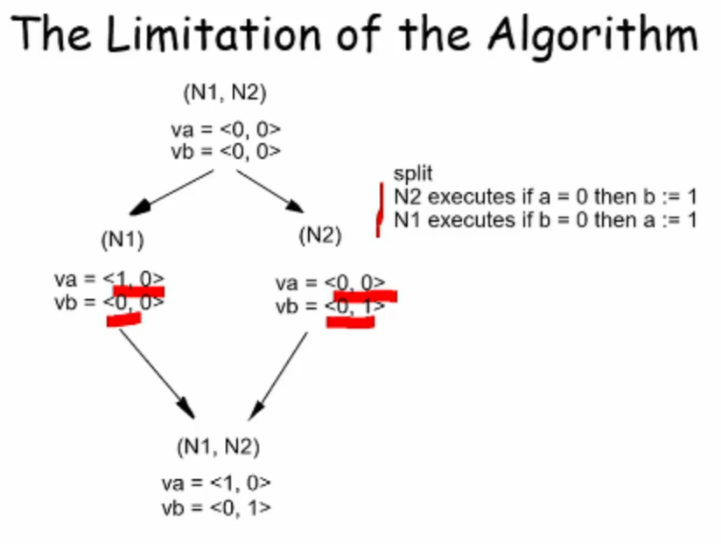 The Limitation of the Algorithm
(N1, N2)
va = <0, 0>
vb = <0, 0>
split
N2 executes if a = 0 then b := 1
N1 executes if b = 0 then a := 1
(N1)
va = <1, 0>
vb = <0, 0>
(N2)
va = <0, 0>
vb = <0, 1>
(N1, N2)
va = <1, 0>
vb = <0, 1>